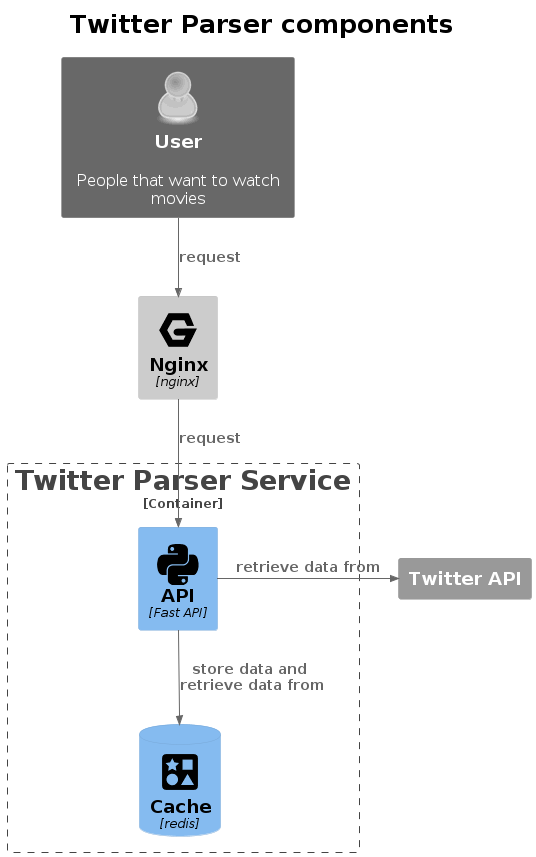 Twitter Parser components
User
People that want to watch
movies
request
Nginx
[nginx]
request
Twitter Parser Service
[Container]
API
[Fast API]
retrieve data from
Twitter API
store data and
retrieve data from
Cache
[redis]